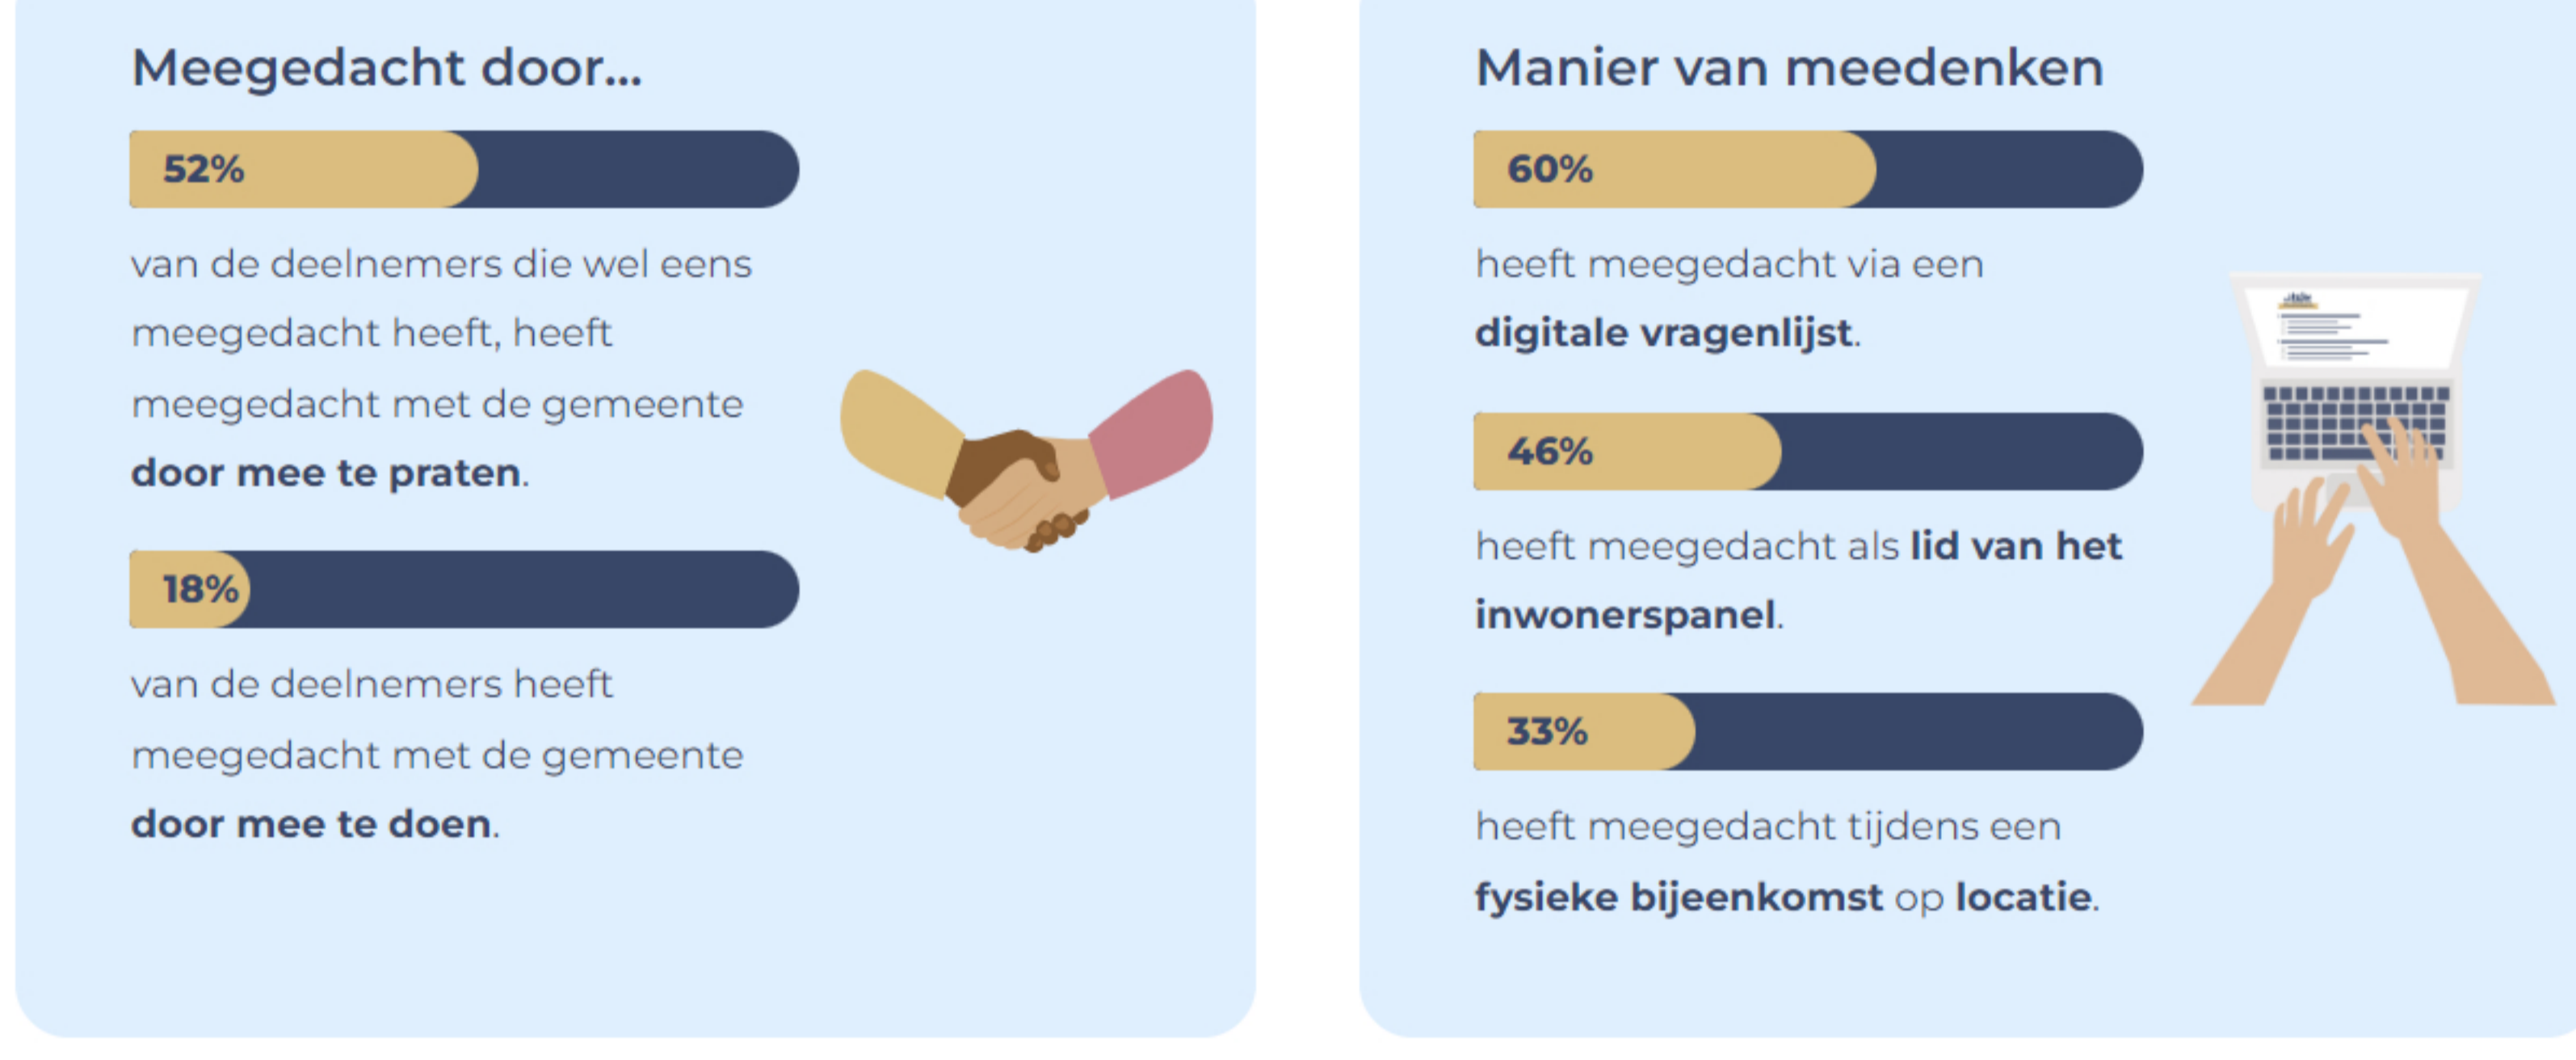 Meegedacht door...
52%
van de deelnemers die wel eens
meegedacht heeft, heeft
meegedacht met de gemeente
door mee te praten.
18%
van de deelnemers heeft
meegedacht met de gemeente
door mee te doen.
Manier van meedenken
60%
heeft meegedacht via een
digitale vragenlijst.
46%
heeft meegedacht als lid van het
inwonerspanel.
33%
heeft meegedacht tijdens een
fysieke bijeenkomst op locatie.